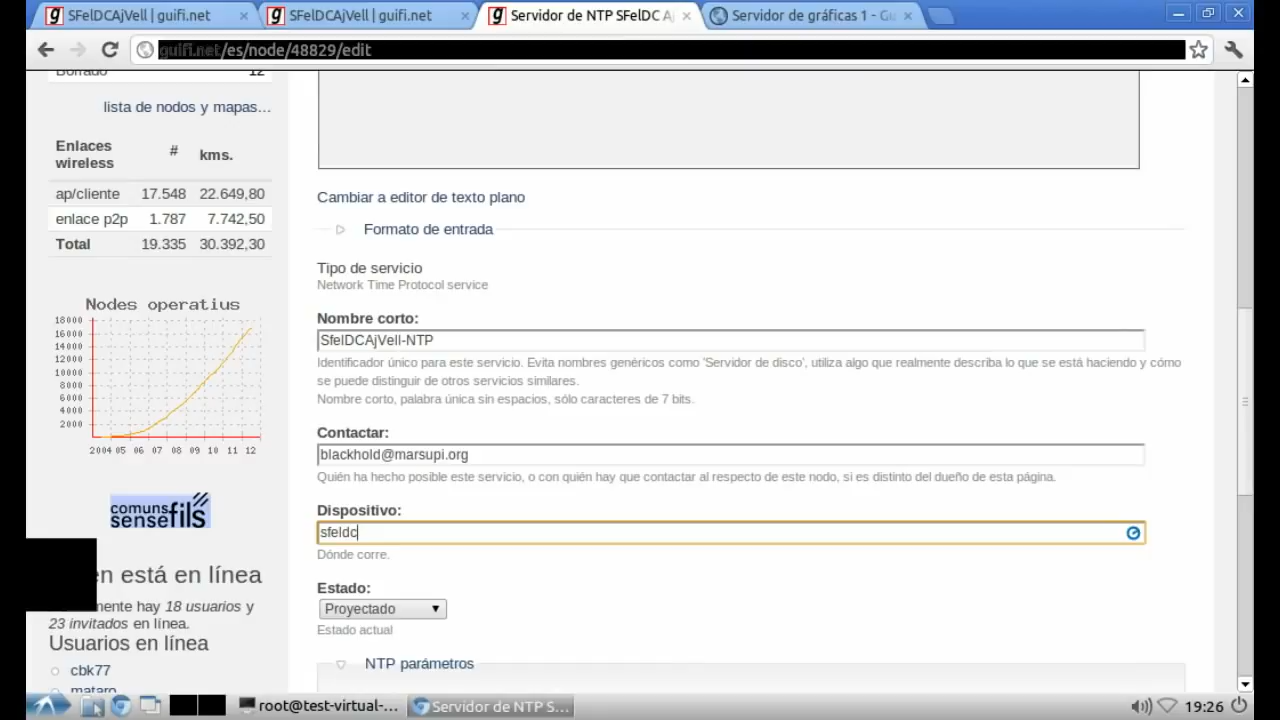 SFelDCAjVell | guifi.net
SFelDCAjVell | guifi.net
Servidor de NTP SFelDC Aj
Servidor de gráficas 1 - Gu
guifi.net/es/node/48829/edit
Borrado 12
lista de nodos y mapas...
Enlaces wireless # kms.
ap/cliente 17.548 22.649,80
enlace p2p 1.787 7.742,50
Total 19.335 30.392,30
Nodes operatius
18000
16000
14000
12000
10000
8000
6000
4000
2000
2004 05 06 07 08 09 10 11 12
comuns
sensefils
en está en línea
mente hay 18 usuarios y
23 invitados en línea.
Usuarios en línea
cbk77
mataro
Cambiar a editor de texto plano
Formato de entrada
Tipo de servicio
Network Time Protocol service
Nombre corto:
SfelDCAjVell-NTP
Identificador único para este servicio. Evita nombres genéricos como 'Servidor de disco', utiliza algo que realmente describa lo que se está haciendo y cómo
se puede distinguir de otros servicios similares.
Nombre corto, palabra única sin espacios, sólo caracteres de 7 bits.
Contactar:
blackhold@marsupi.org
Quién ha hecho posible este servicio, o con quién hay que contactar al respecto de este nodo, si es distinto del dueño de esta página.
Dispositivo:
sfeldc
Dónde corre.
Estado:
Proyectado
Estado actual
NTP parámetros
root@test-virtual-...
Servidor de NTP S...
19:26